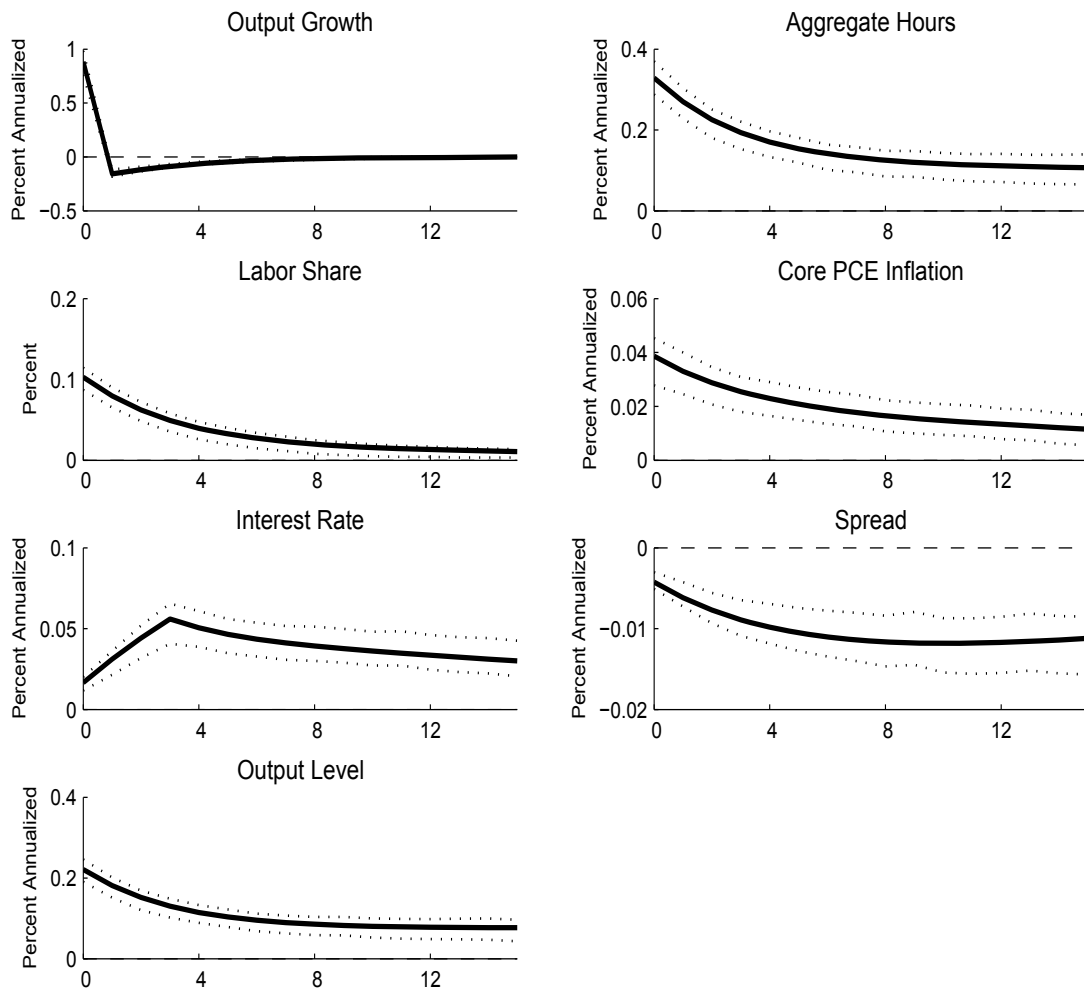 Output Growth
Percent Annualized
1
0.5
0
−0.5
0 4 8 12
Aggregate Hours
Percent Annualized
0.4
0.2
0
0 4 8 12
Labor Share
Percent
0.2
0.1
0
0 4 8 12
Core PCE Inflation
Percent Annualized
0.06
0.04
0.02
0
0 4 8 12
Interest Rate
Percent Annualized
0.1
0.05
0
0 4 8 12
Spread
Percent Annualized
0
−0.01
−0.02
0 4 8 12
Output Level
Percent Annualized
0.4
0.2
0
0 4 8 12